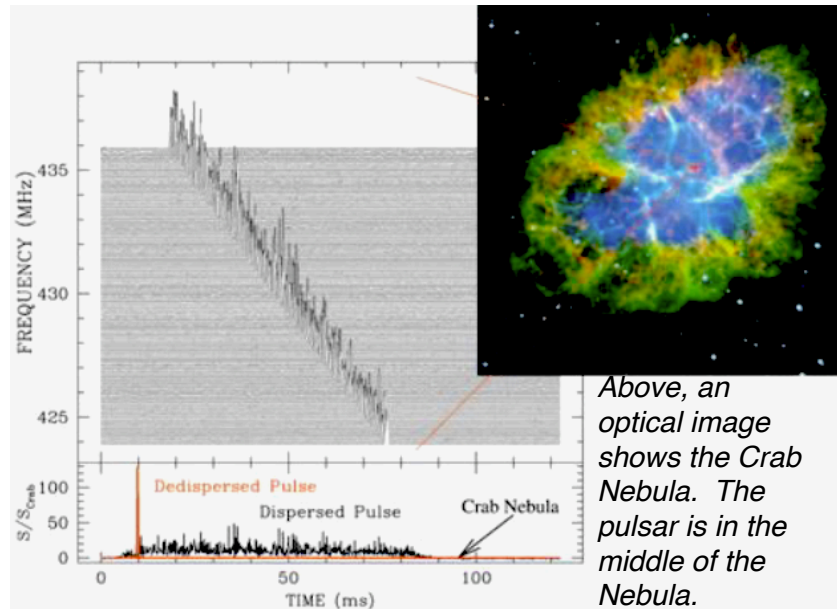 435
430
425
FREQUENCY (MHz)
Above, an
optical image
shows the Crab
Nebula. The
pulsar is in the
middle of the
Nebula.
100
50
0
S/S_Crab
Dedispersed Pulse
Dispersed Pulse
Crab Nebula
0
50
100
TIME (ms)